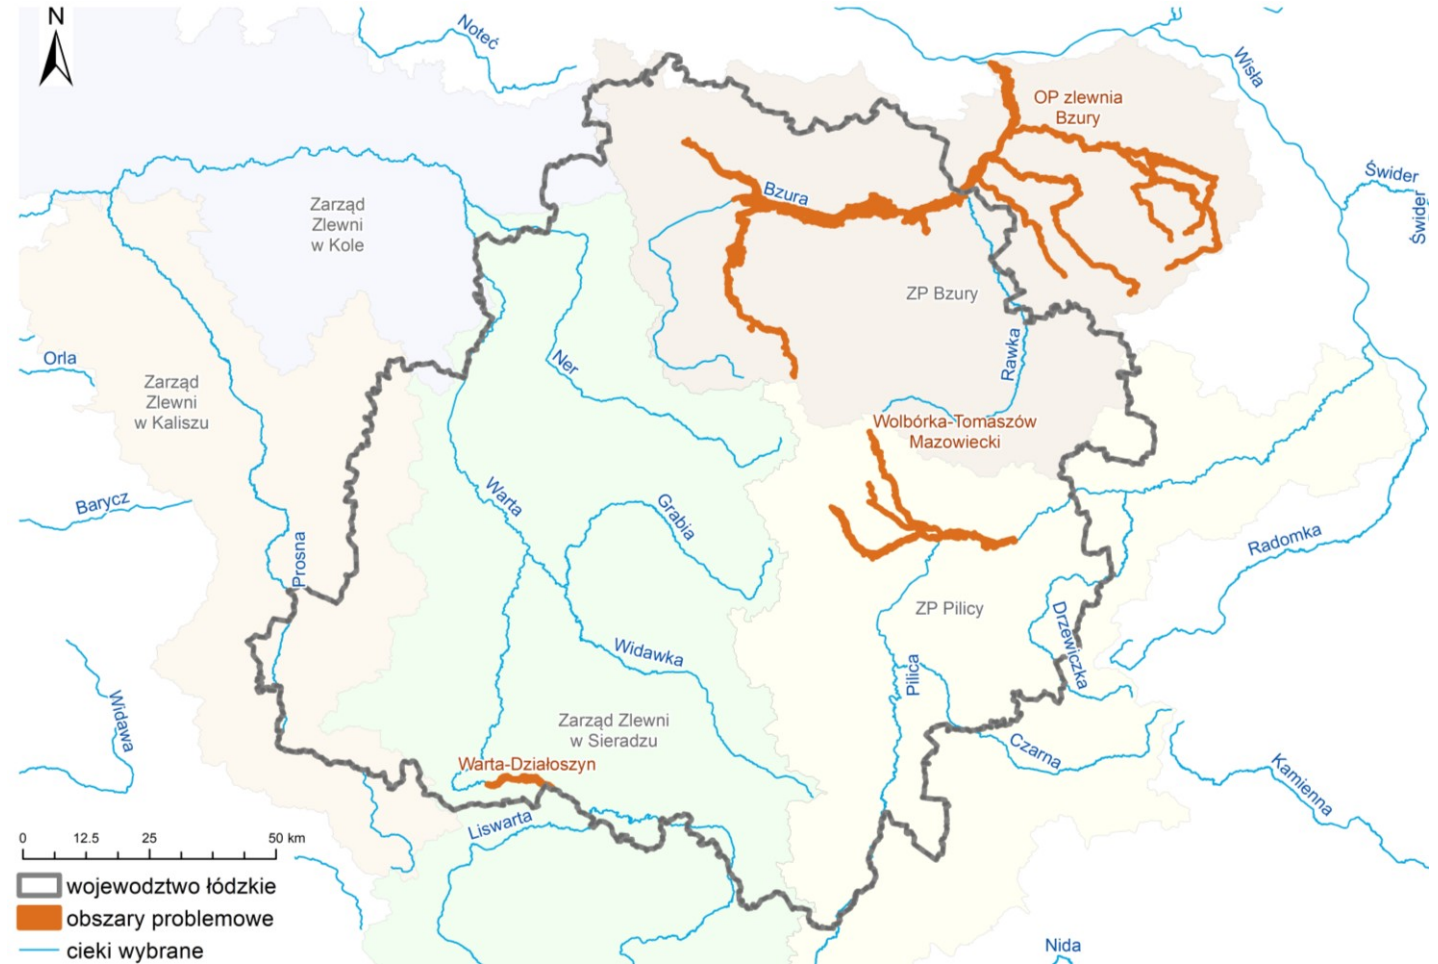 N
Noteć
Wisła
OP zlewnia
Bzury
Świder
Świder
Bzura
Zarząd
Zlewni
w Kole
ZP Bzury
Rawka
Orla
Ner
Zarząd
Zlewni
w Kaliszu
Wolbórka-Tomaszów
Mazowiecki
Barycz
Warta
Grabia
Radomka
Prosna
ZP Pilicy
Drzewiczka
Widawka
Pilica
Widawa
Zarząd Zlewni
w Sieradzu
Czarna
Warta-Działoszyn
Kamienna
Liswarta
0 12.5 25 50 km
wojewodztwo łódzkie
obszary problemowe
cieki wybrane
Nida